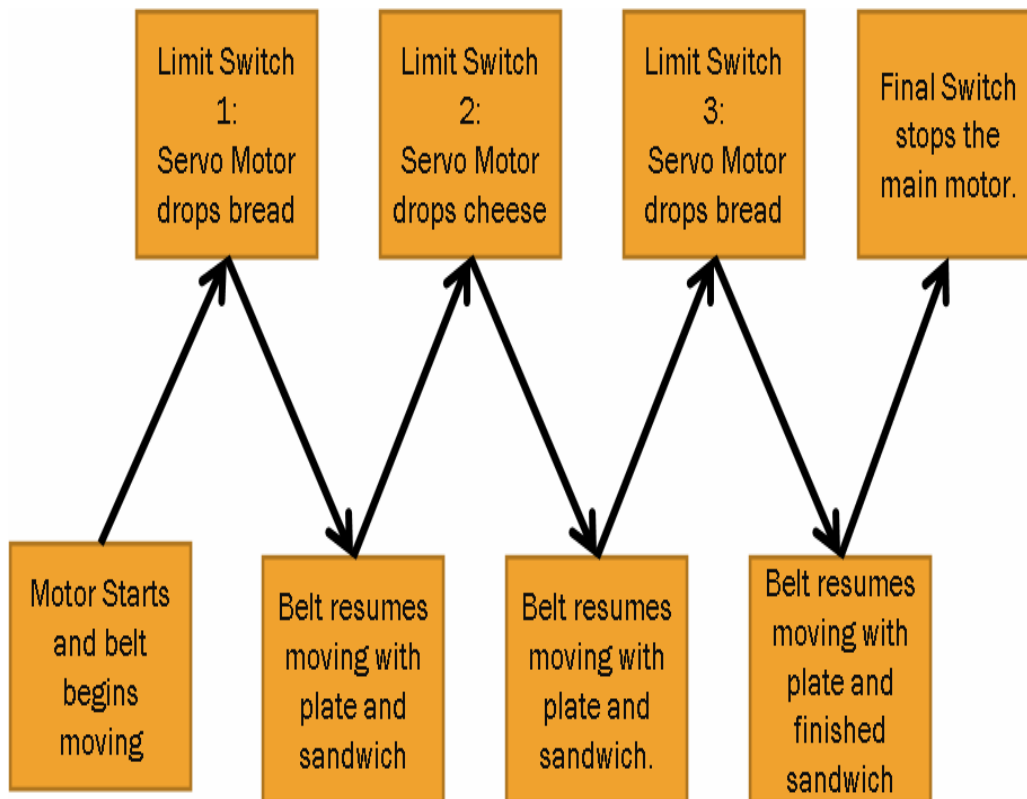 Limit Switch
1:
Servo Motor
drops bread
Limit Switch
2:
Servo Motor
drops cheese
Limit Switch
3:
Servo Motor
drops bread
Final Switch
stops the
main motor.
Motor Starts
and belt
begins
moving
Belt resumes
moving with
plate and
sandwich
Belt resumes
moving with
plate and
sandwich.
Belt resumes
moving with
plate and
finished
sandwich